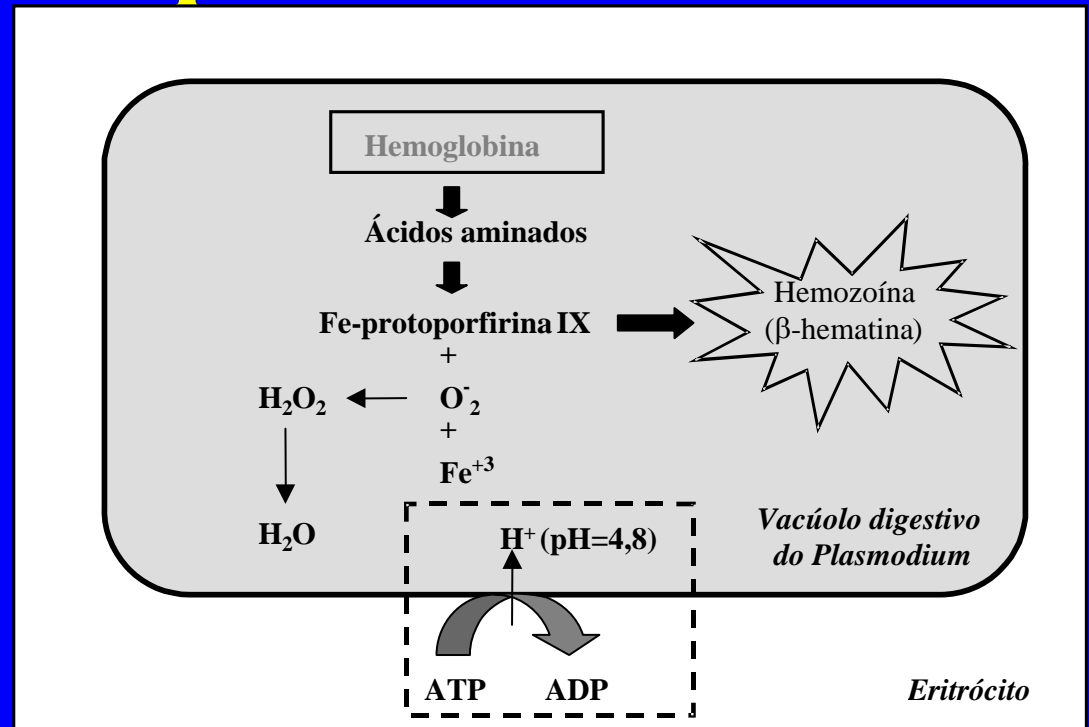 Hemoglobina
Ácidos aminados
Fe-protoporfirina IX
+
Hemozoína
(β-hematina)
H₂O₂
O⁻₂
+
Fe⁺³
H₂O
H⁺ (pH=4,8)
Vacúolo digestivo
do Plasmodium
ATP
ADP
Eritrócito